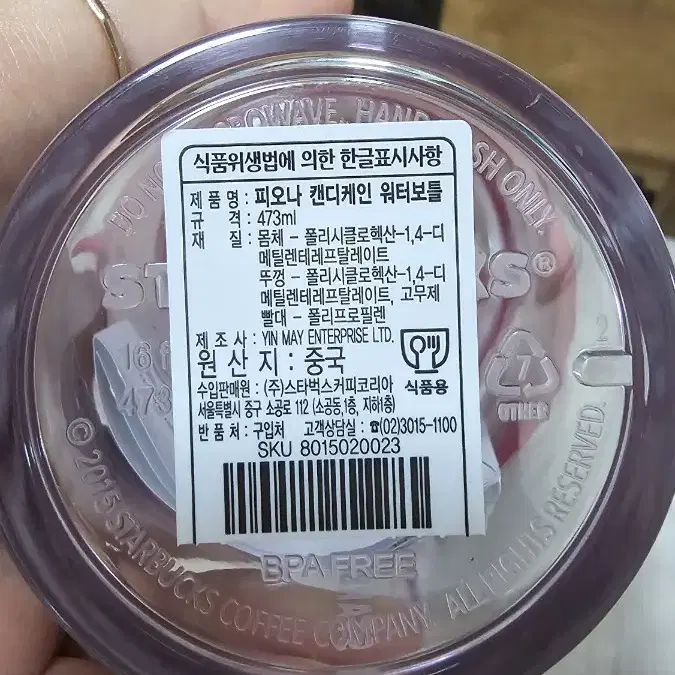 식품위생법에 의한 한글표시사항
제 품 명 : 피오나 캔디케인 워터보틀
규    격 : 473ml
재    질 : 몸체 - 폴리시클로헥산-1,4-디
메틸렌테레프탈레이트
뚜껑 - 폴리시클로헥산-1,4-디
메틸렌테레프탈레이트, 고무제
빨대 - 폴리프로필렌
제 조 사 : YIN MAY ENTERPRISE LTD.
원 산 지 : 중국
식품용
수입판매원 : (주)스타벅스커피코리아
서울특별시 중구 소공로 112 (소공동,1층, 지해1층)
반 품 처 : 구입처 고객상담실 : ☎(02)3015-1100
SKU 8015020023
7
OTHER
2
BPA FREE
© 2015 STARBUCKS COFFEE COMPANY. ALL RIGHTS RESERVED.
DO
ONLY.
16
473